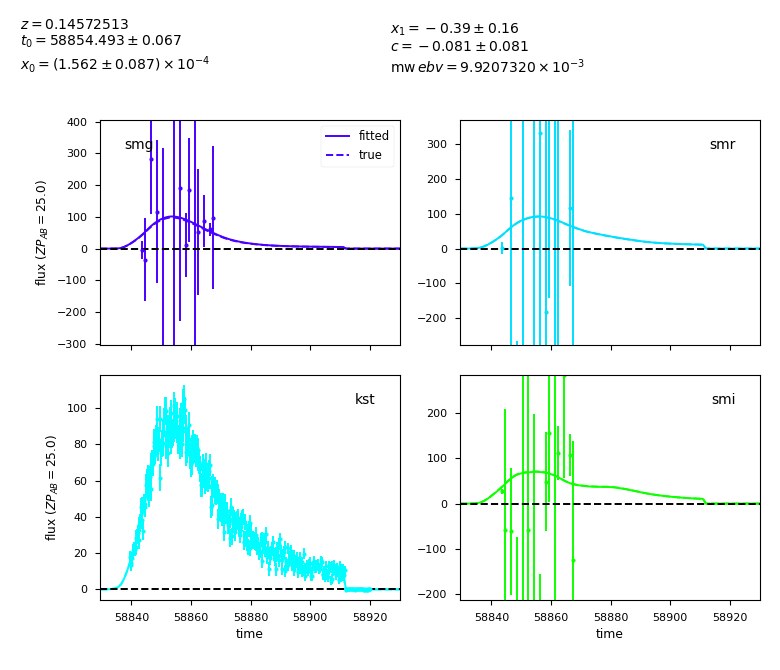 z = 0.14572513
t₀ = 58854.493 ± 0.067
x₀ = (1.562 ± 0.087) × 10⁻⁴
x₁ = −0.39 ± 0.16
c = −0.081 ± 0.081
mw ebv = 9.9207320 × 10⁻³
flux (ZP_AB = 25.0)
400
300
200
100
0
−100
−200
−300
smg
fitted
true
300
200
100
0
−100
−200
smr
flux (ZP_AB = 25.0)
100
80
60
40
20
0
kst
58840
58860
58880
58900
58920
time
200
100
0
−100
−200
smi
58840
58860
58880
58900
58920
time